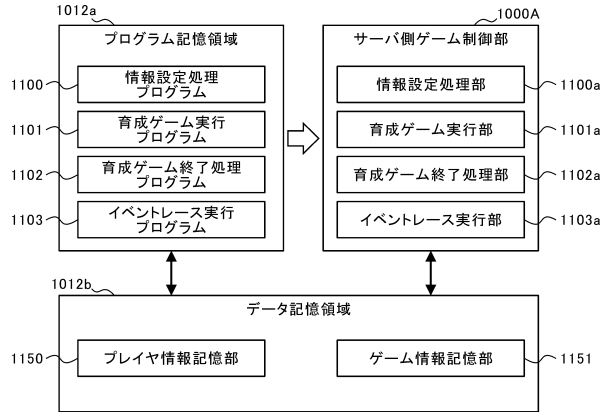 1012a
プログラム記憶領域
1100
情報設定処理
プログラム
1101
育成ゲーム実行
プログラム
1102
育成ゲーム終了処理
プログラム
1103
イベントレース実行
プログラム
1000A
サーバ側ゲーム制御部
情報設定処理部
1100a
育成ゲーム実行部
1101a
育成ゲーム終了処理部
1102a
イベントレース実行部
1103a
1012b
データ記憶領域
1150
プレイヤ情報記憶部
ゲーム情報記憶部
1151